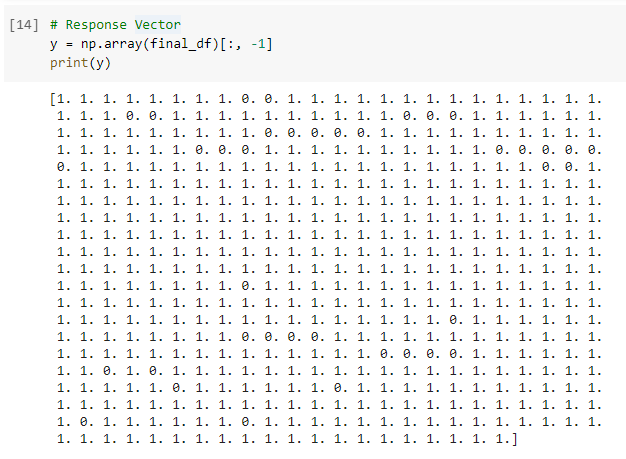 [14] # Response Vector
y = np.array(final_df)[:, -1]
print(y)
[1. 1. 1. 1. 1. 1. 1. 1. 0. 0. 1. 1. 1. 1. 1. 1. 1. 1. 1. 1. 1. 1. 1. 1.
1. 1. 1. 0. 0. 1. 1. 1. 1. 1. 1. 1. 1. 1. 1. 0. 0. 0. 1. 1. 1. 1. 1. 1.
1. 1. 1. 1. 1. 1. 1. 1. 1. 0. 0. 0. 0. 0. 1. 1. 1. 1. 1. 1. 1. 1. 1. 1.
1. 1. 1. 1. 1. 1. 0. 0. 0. 1. 1. 1. 1. 1. 1. 1. 1. 1. 1. 0. 0. 0. 0. 0.
0. 1. 1. 1. 1. 1. 1. 1. 1. 1. 1. 1. 1. 1. 1. 1. 1. 1. 1. 1. 1. 0. 0. 1.
1. 1. 1. 1. 1. 1. 1. 1. 1. 1. 1. 1. 1. 1. 1. 1. 1. 1. 1. 1. 1. 1. 1. 1.
1. 1. 1. 1. 1. 1. 1. 1. 1. 1. 1. 1. 1. 1. 1. 1. 1. 1. 1. 1. 1. 1. 1. 1.
1. 1. 1. 1. 1. 1. 1. 1. 1. 1. 1. 1. 1. 1. 1. 1. 1. 1. 1. 1. 1. 1. 1. 1.
1. 1. 1. 1. 1. 1. 1. 1. 1. 1. 1. 1. 1. 1. 1. 1. 1. 1. 1. 1. 1. 1. 1. 1.
1. 1. 1. 1. 1. 1. 1. 1. 1. 1. 1. 1. 1. 1. 1. 1. 1. 1. 1. 1. 1. 1. 1. 1.
1. 1. 1. 1. 1. 1. 1. 1. 1. 1. 1. 1. 1. 1. 1. 1. 1. 1. 1. 1. 1. 1. 1. 1.
1. 1. 1. 1. 1. 1. 1. 1. 0. 1. 1. 1. 1. 1. 1. 1. 1. 1. 1. 1. 1. 1. 1. 1.
1. 1. 1. 1. 1. 1. 1. 1. 1. 1. 1. 1. 1. 1. 1. 1. 1. 1. 1. 1. 1. 1. 1. 1.
1. 1. 1. 1. 1. 1. 1. 1. 1. 1. 1. 1. 1. 1. 1. 1. 1. 0. 1. 1. 1. 1. 1. 1.
1. 1. 1. 1. 1. 1. 1. 1. 0. 0. 0. 0. 1. 1. 1. 1. 1. 1. 1. 1. 1. 1. 1. 1.
1. 1. 1. 1. 1. 1. 1. 1. 1. 1. 1. 1. 1. 1. 0. 0. 0. 0. 1. 1. 1. 1. 1. 1.
1. 1. 0. 1. 0. 1. 1. 1. 1. 1. 1. 1. 1. 1. 1. 1. 1. 1. 1. 1. 1. 1. 1. 1.
1. 1. 1. 1. 1. 0. 1. 1. 1. 1. 1. 1. 0. 1. 1. 1. 1. 1. 1. 1. 1. 1. 1. 1.
1. 1. 1. 1. 1. 1. 1. 1. 1. 1. 1. 1. 1. 1. 1. 1. 1. 1. 1. 1. 1. 1. 1. 1.
1. 0. 1. 1. 1. 1. 1. 1. 0. 1. 1. 1. 1. 1. 1. 1. 1. 1. 1. 1. 1. 1. 1. 1.
1. 1. 1. 1. 1. 1. 1. 1. 1. 1. 1. 1. 1. 1. 1. 1. 1. 1. 1. 1.]